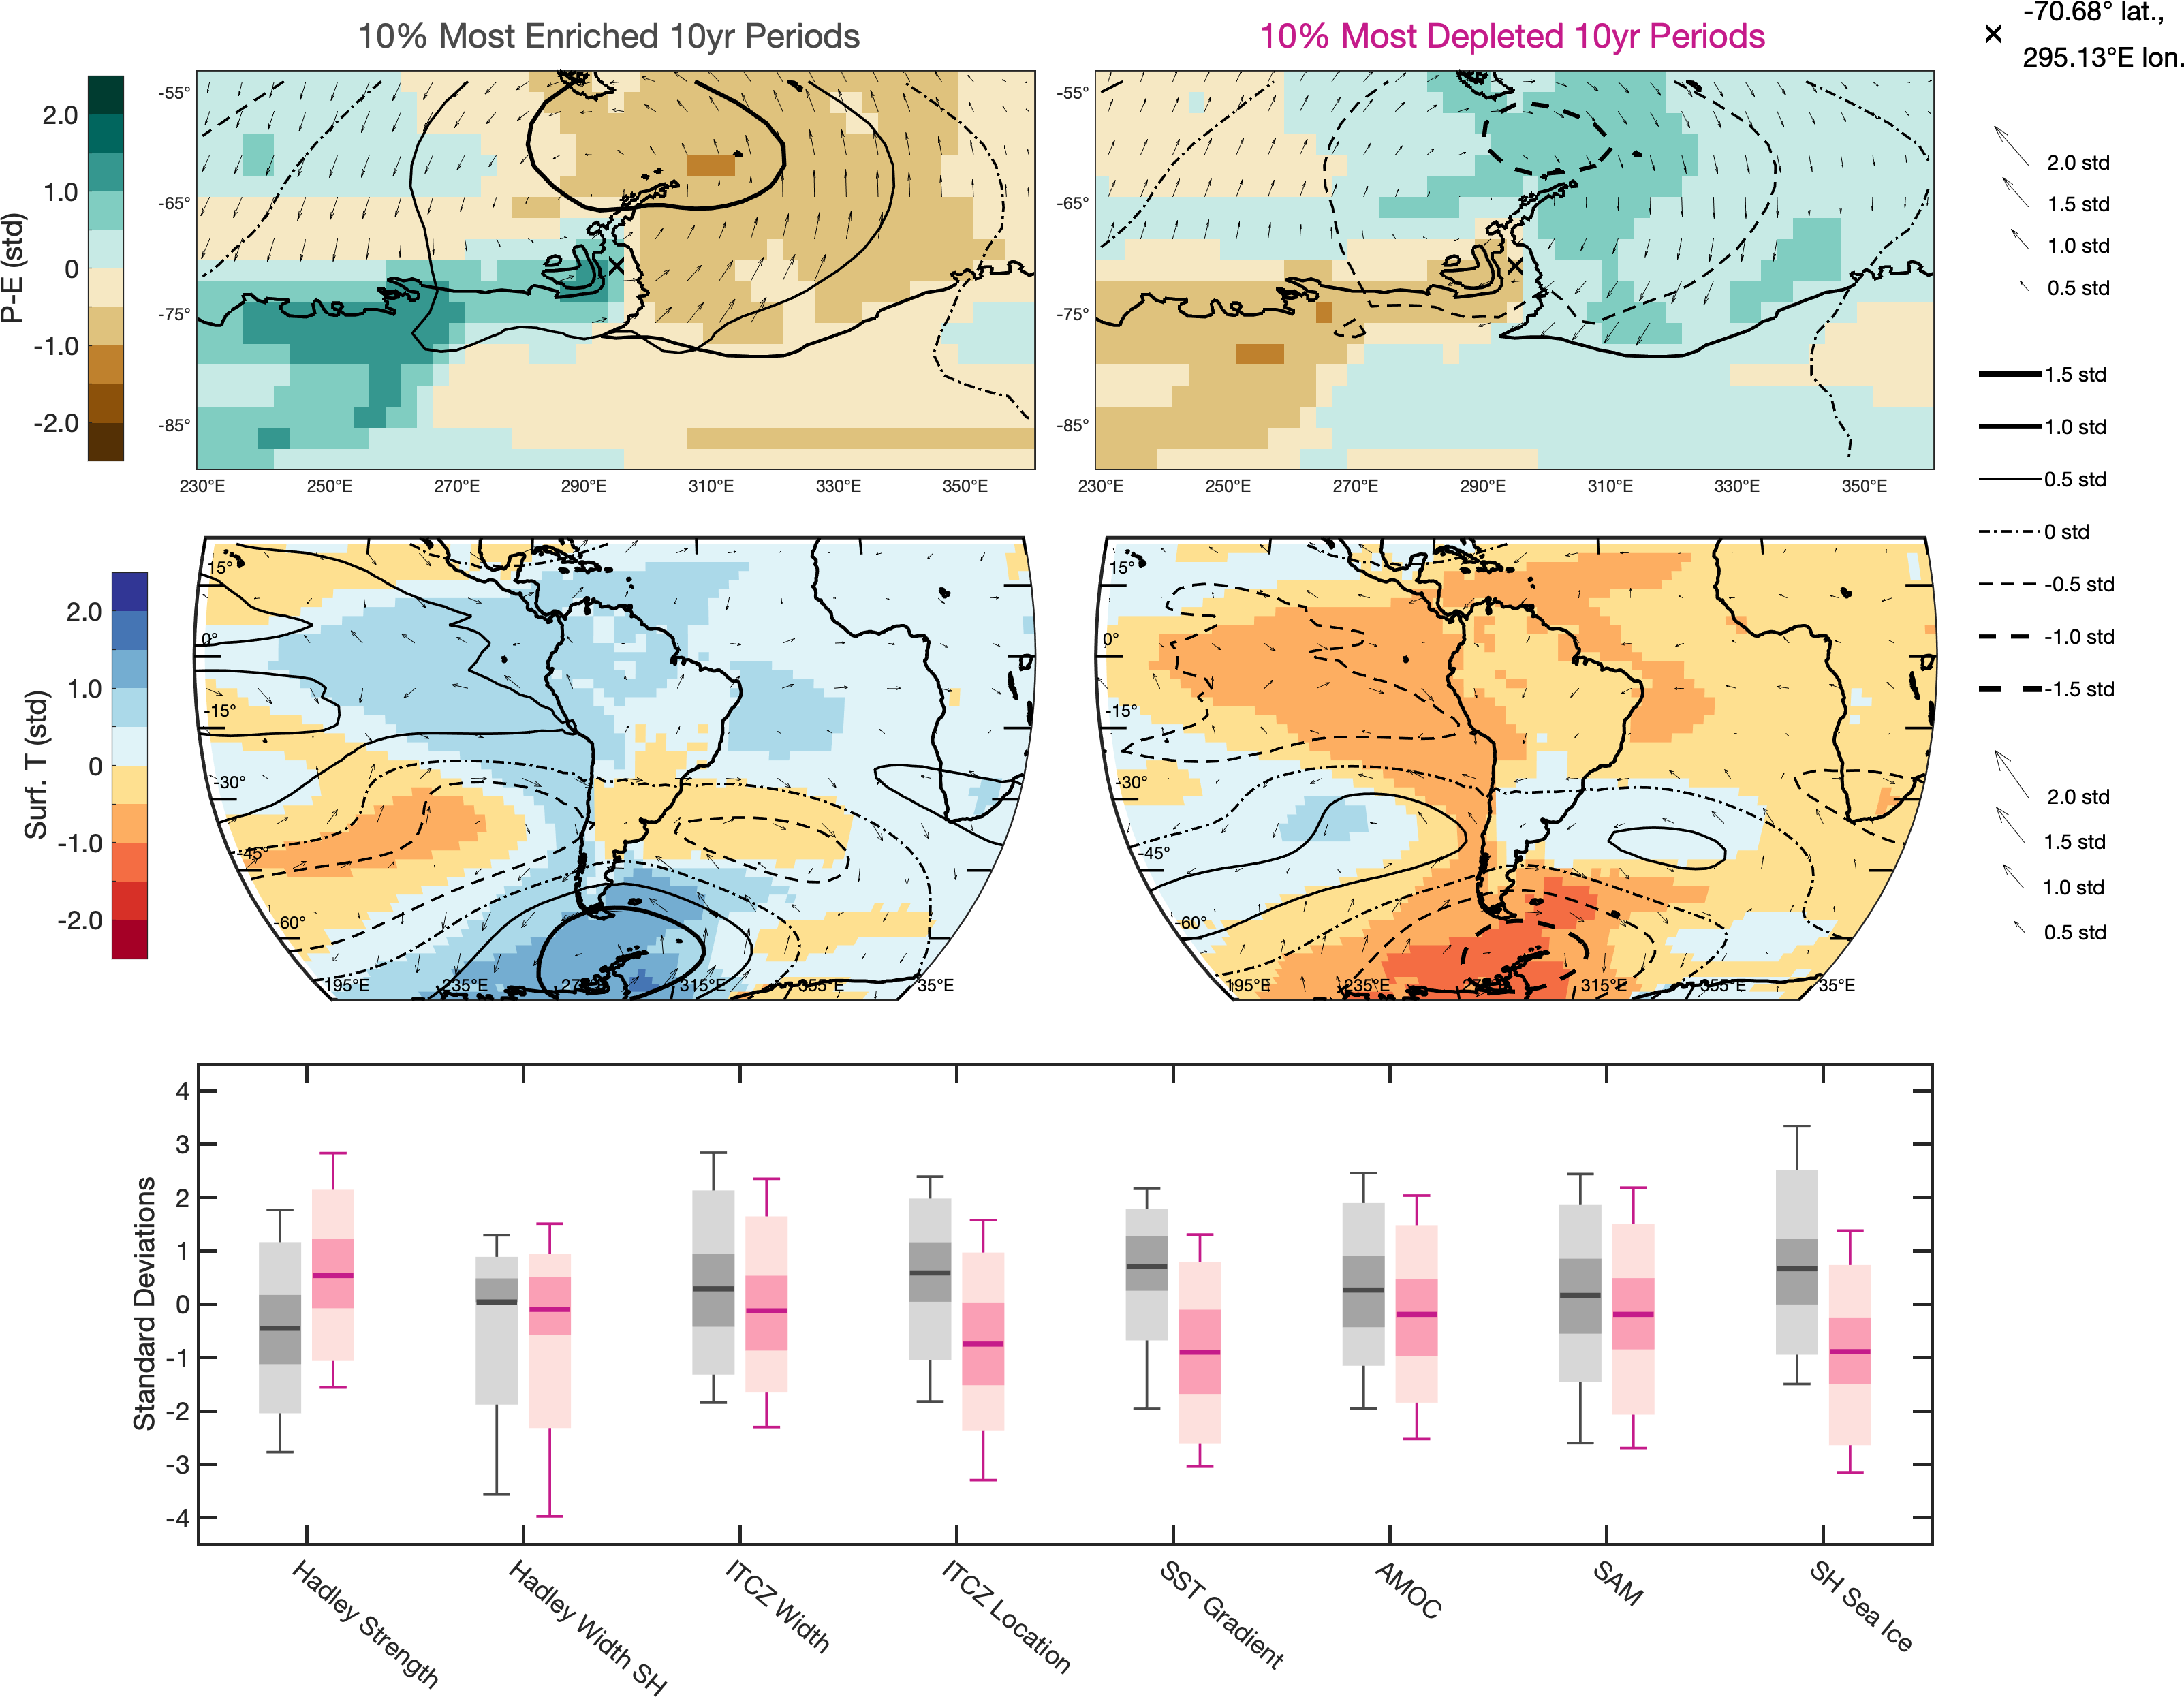 10% Most Enriched 10yr Periods
10% Most Depleted 10yr Periods
-70.68° lat.,
295.13°E lon.
P-E (std)
2.0
1.0
0
-1.0
-2.0
-55°
-65°
-75°
-85°
230°E 250°E 270°E 290°E 310°E 330°E 350°E
-55°
-65°
-75°
-85°
230°E 250°E 270°E 290°E 310°E 330°E 350°E
2.0 std
1.5 std
1.0 std
0.5 std
1.5 std
1.0 std
0.5 std
0 std
-0.5 std
-1.0 std
-1.5 std
Surf. T (std)
2.0
1.0
0
-1.0
-2.0
15°
0°
-15°
-30°
-45°
-60°
195°E 235°E 315°E 355°E 35°E
15°
0°
-15°
-30°
-45°
-60°
195°E 235°E 315°E 355°E 35°E
2.0 std
1.5 std
1.0 std
0.5 std
Standard Deviations
4
3
2
1
0
-1
-2
-3
-4
Hadley Strength
Hadley Width SH
ITCZ Width
ITCZ Location
SST Gradient
AMOC
SAM
SH Sea Ice